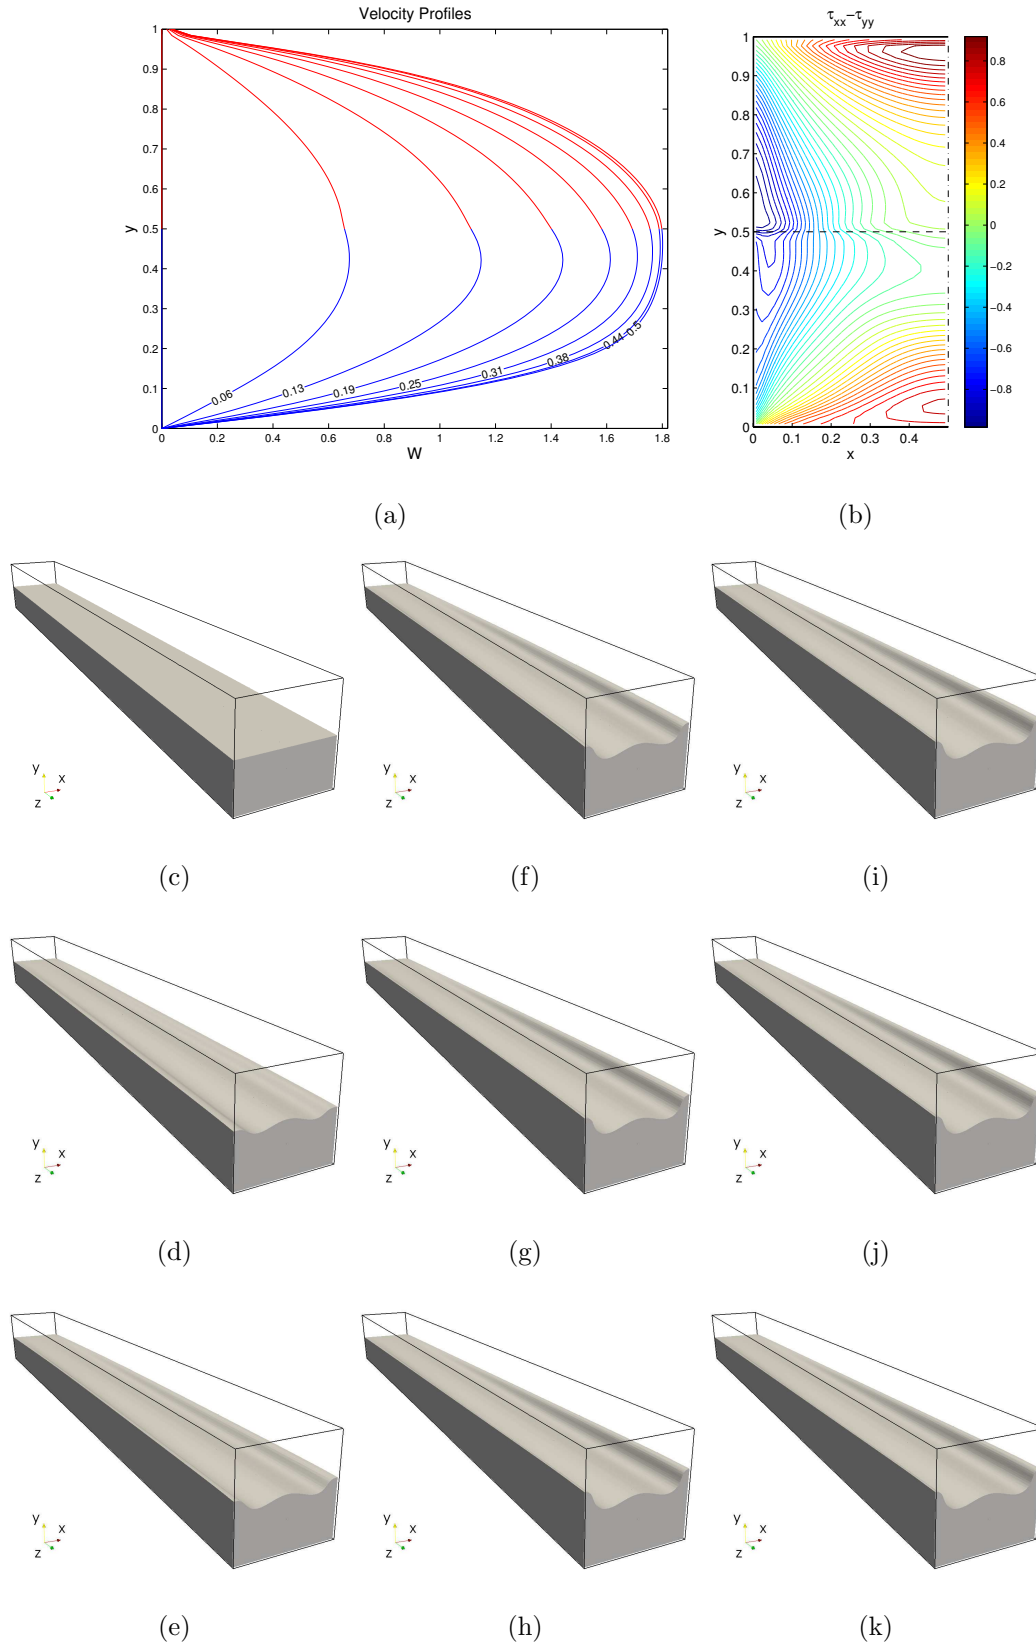 Velocity Profiles
1
0.9
0.8
0.7
0.6
0.5
0.4
0.3
0.2
0.1
0
y
0
0.2
0.4
0.6
0.8
1
1.2
1.4
1.6
1.8
W
0.06
0.13
0.19
0.25
0.31
0.38
0.44
0.5
τxx−τyy
1
0.9
0.8
0.7
0.6
0.5
0.4
0.3
0.2
0.1
0
y
0
0.1
0.2
0.3
0.4
x
0.8
0.6
0.4
0.2
0
−0.2
−0.4
−0.6
−0.8
(a)
(b)
y
x
z
y
x
z
y
x
z
(c)
(f)
(i)
y
x
z
y
x
z
y
x
z
(d)
(g)
(j)
y
x
z
y
x
z
y
x
z
(e)
(h)
(k)